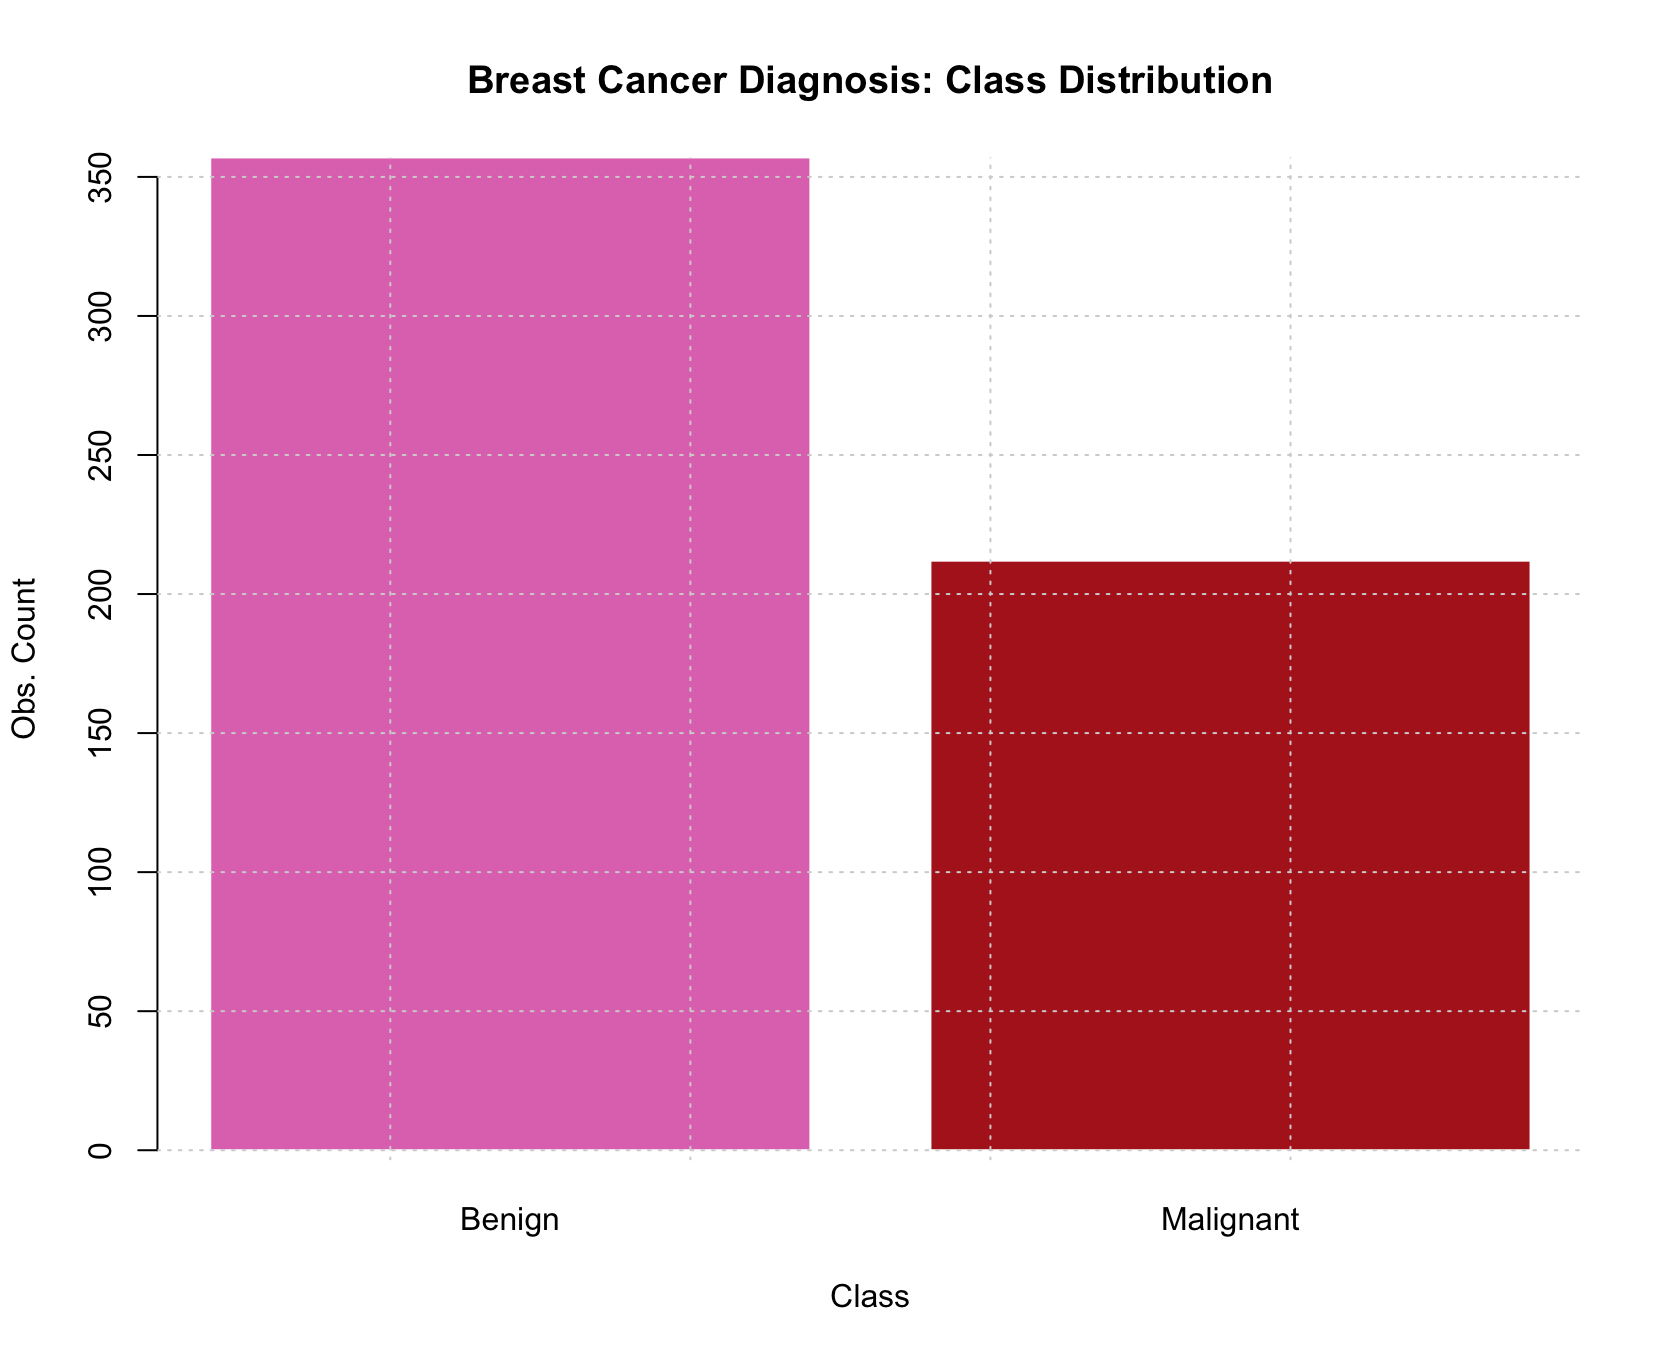 Breast Cancer Diagnosis: Class Distribution
Obs. Count
350
300
250
200
150
100
50
0
Benign Malignant
Class